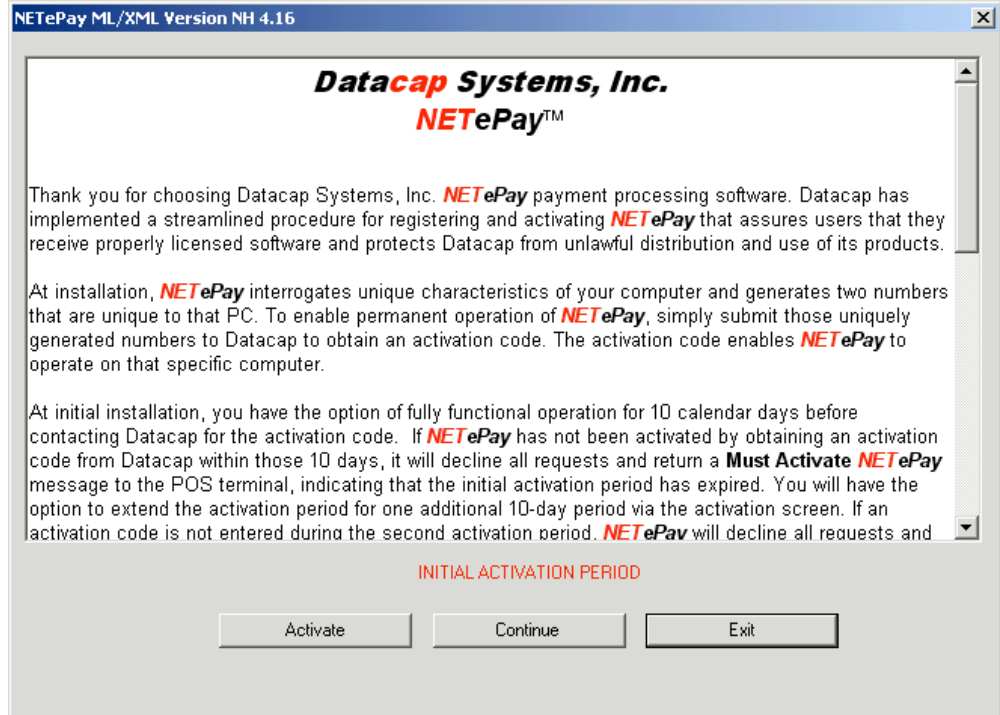 NETePay ML/XML Version NH 4.16
Datacap Systems, Inc.
NETePay™
Thank you for choosing Datacap Systems, Inc. NETePay payment processing software. Datacap has
implemented a streamlined procedure for registering and activating NETePay that assures users that they
receive properly licensed software and protects Datacap from unlawful distribution and use of its products.
At installation, NETePay interrogates unique characteristics of your computer and generates two numbers
that are unique to that PC. To enable permanent operation of NETePay, simply submit those uniquely
generated numbers to Datacap to obtain an activation code. The activation code enables NETePay to
operate on that specific computer.
At initial installation, you have the option of fully functional operation for 10 calendar days before
contacting Datacap for the activation code.  If NETePay has not been activated by obtaining an activation
code from Datacap within those 10 days, it will decline all requests and return a Must Activate NETePay
message to the POS terminal, indicating that the initial activation period has expired. You will have the
option to extend the activation period for one additional 10-day period via the activation screen. If an
activation code is not entered during the second activation period, NETePay will decline all requests and
INITIAL ACTIVATION PERIOD
Activate
Continue
Exit